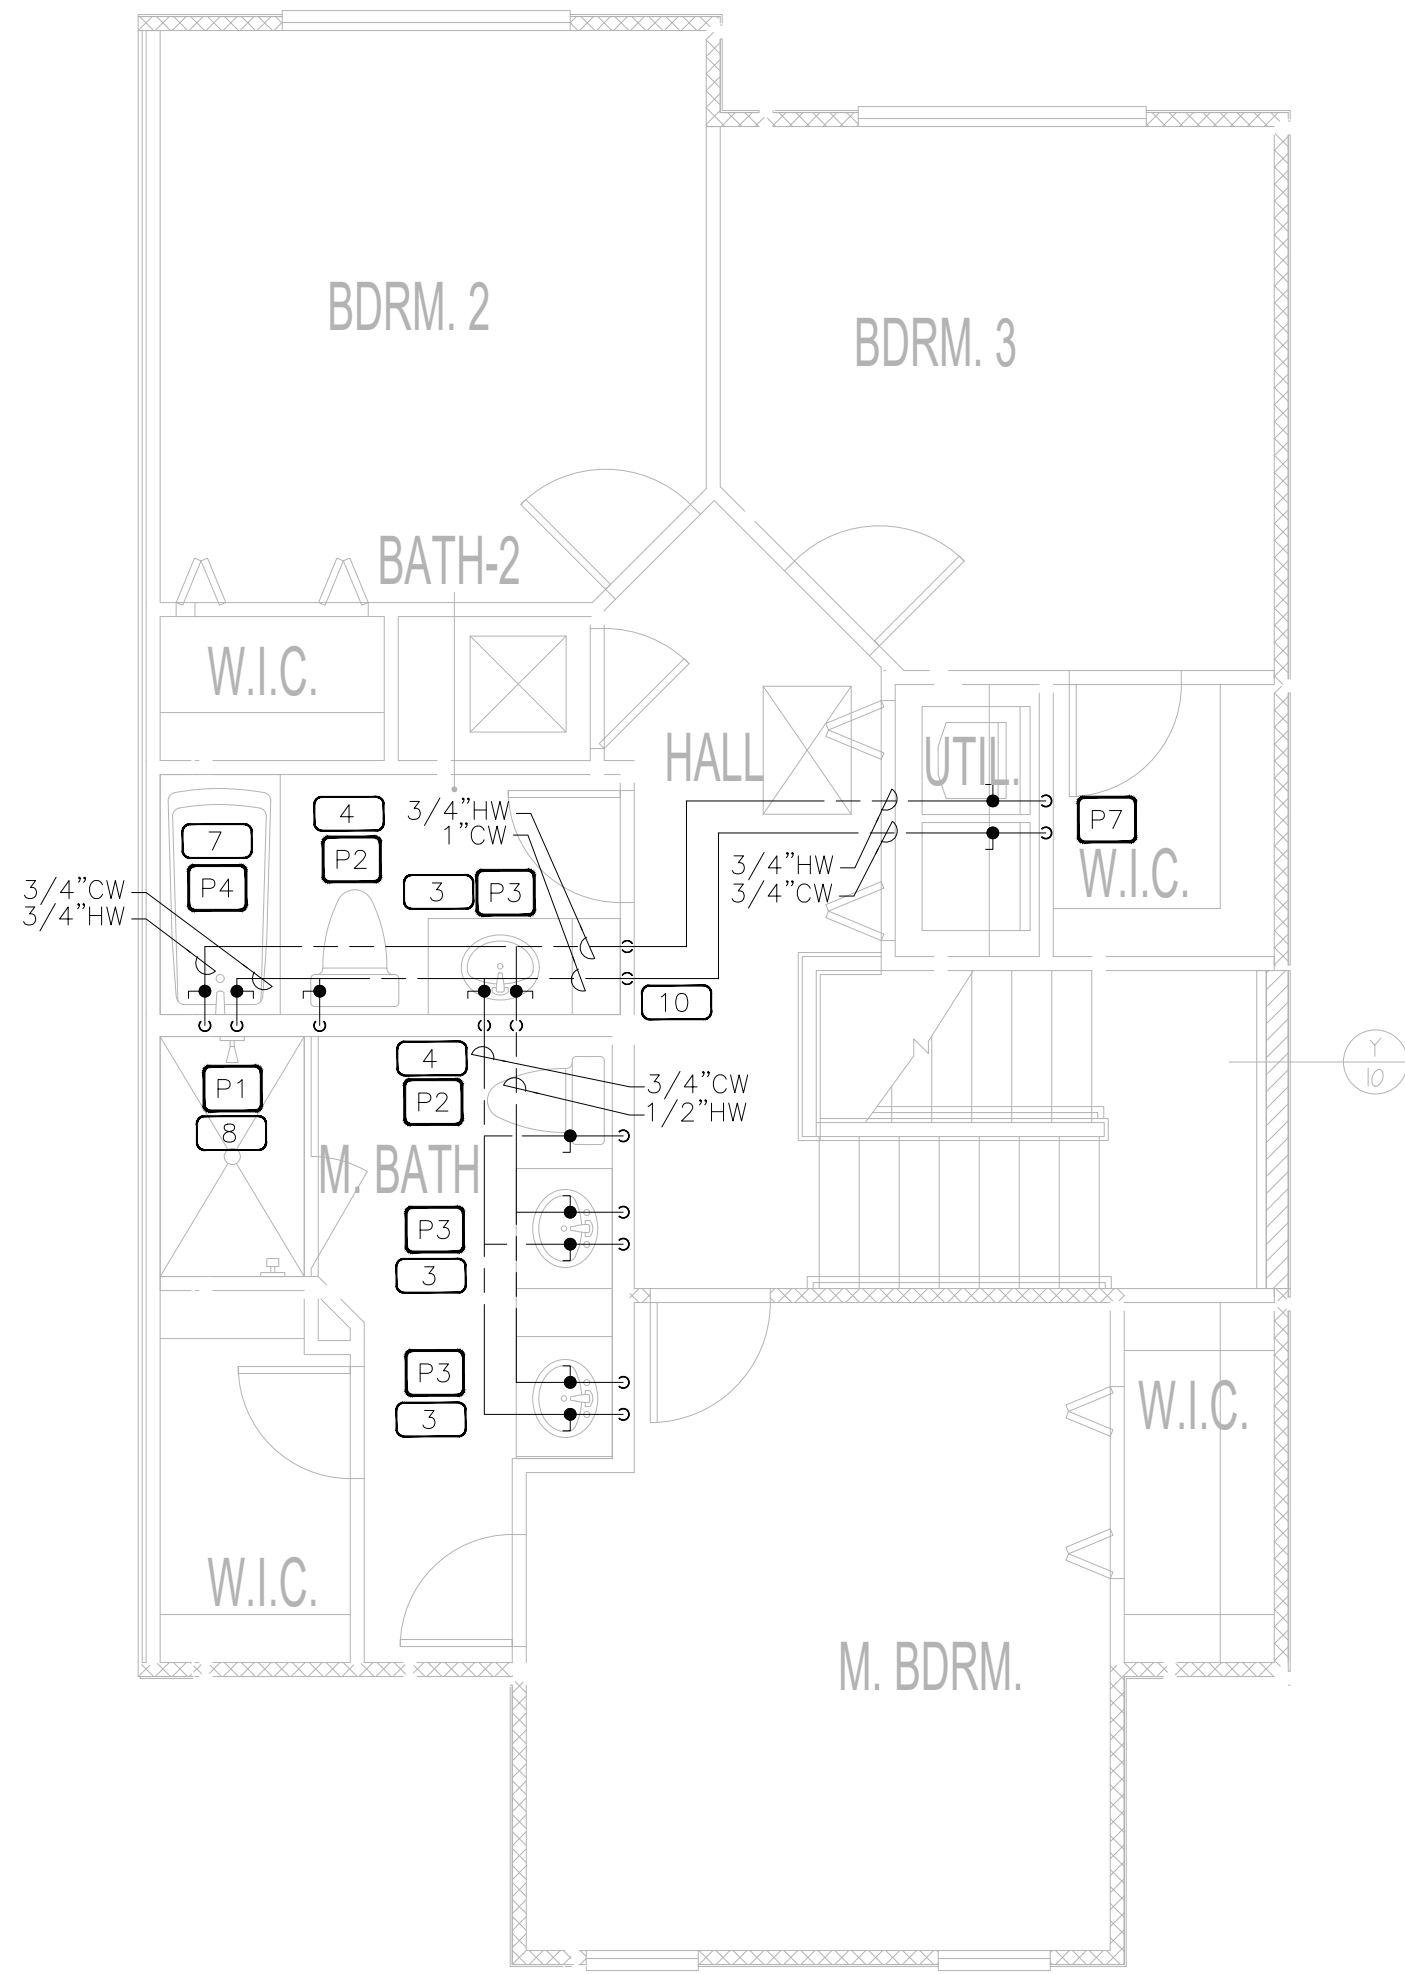 BDRM. 2
BDRM. 3
BATH-2
W.I.C.
HALL
UTIL.
4
3/4"HW
1"CW
P7
7
P2
3/4"HW
3/4"CW
W.I.C.
P4
3
P3
3/4"CW
3/4"HW
10
Y
10
4
P2
3/4"CW
1/2"HW
P1
8
M. BATH
P3
3
P3
3
W.I.C.
W.I.C.
M. BDRM.